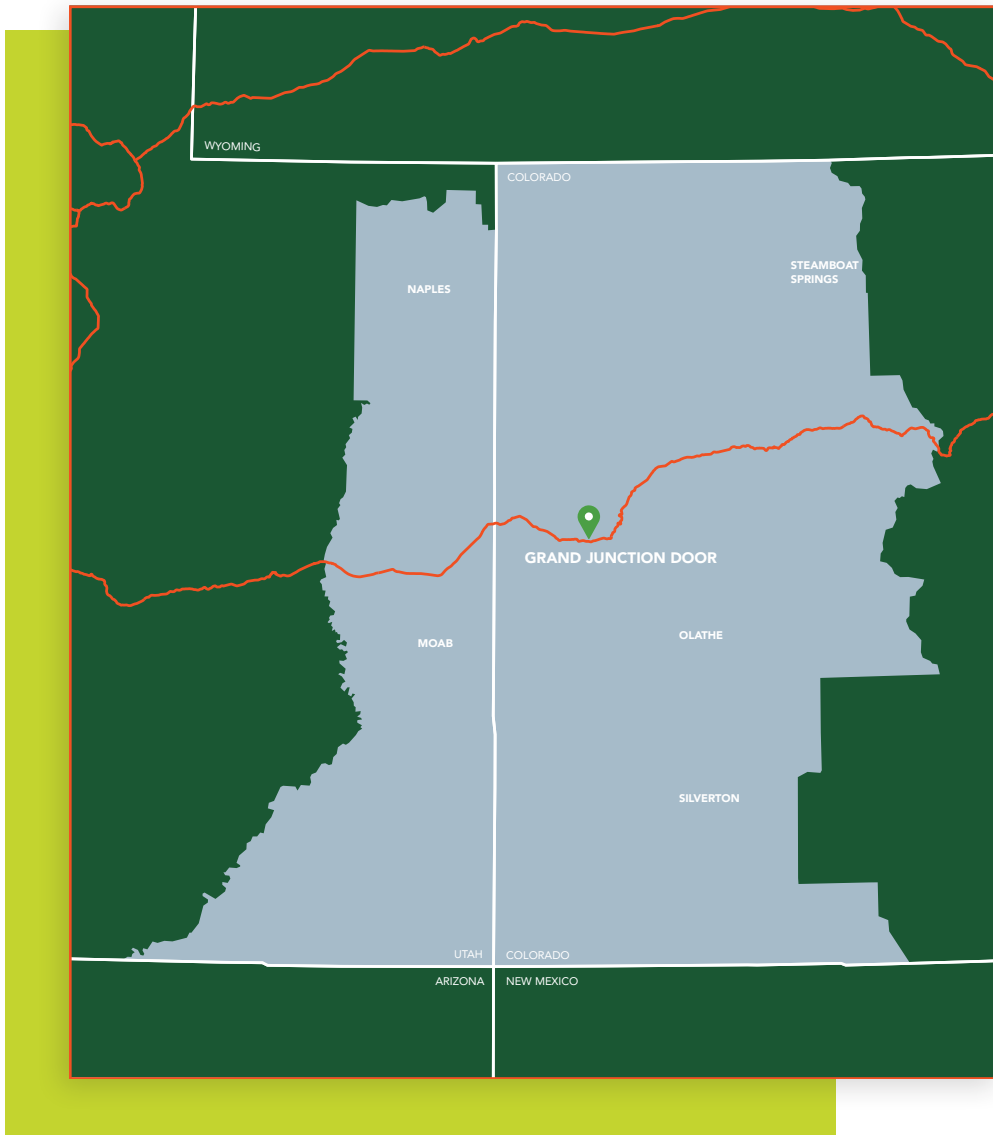 WYOMING
COLORADO
STEAMBOAT
SPRINGS
NAPLES
GRAND JUNCTION DOOR
OLATHE
MOAB
SILVERTON
UTAH
COLORADO
ARIZONA
NEW MEXICO